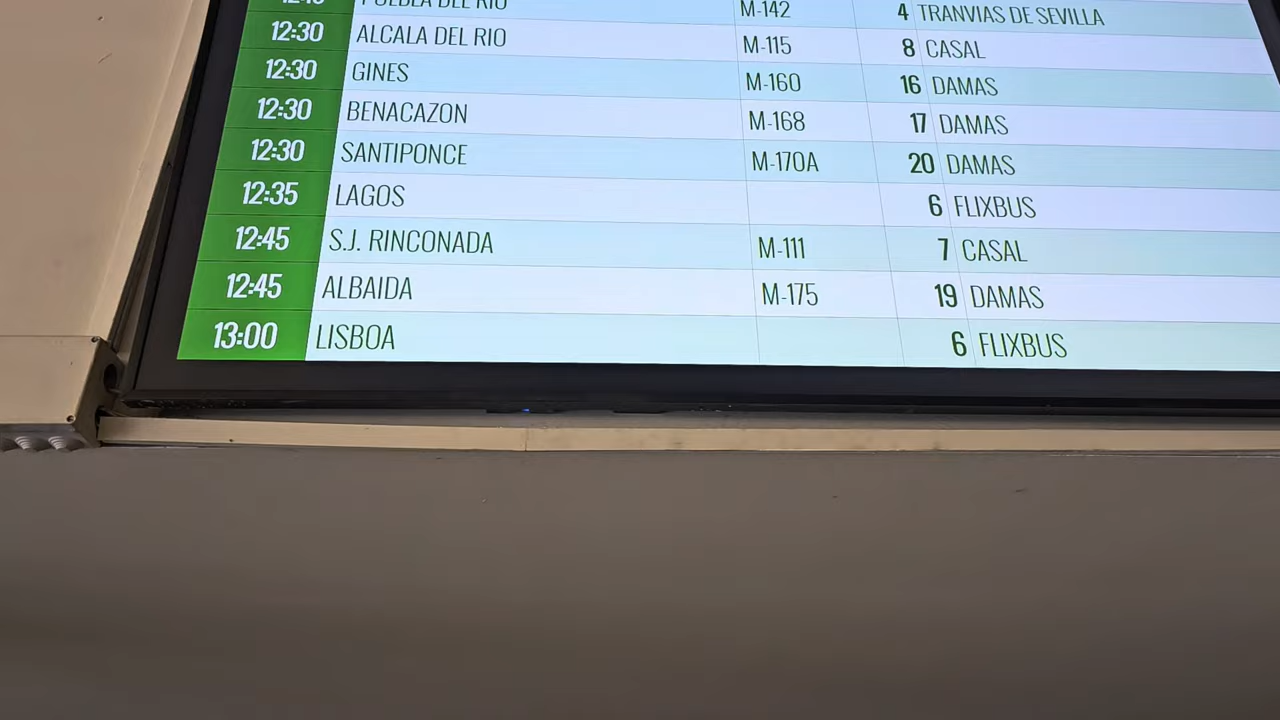 PUEBLA DEL RIO M-142 4 TRANVIAS DE SEVILLA
12:30 ALCALA DEL RIO M-115 8 CASAL
12:30 GINES M-160 16 DAMAS
12:30 BENACAZON M-168 17 DAMAS
12:30 SANTIPONCE M-170A 20 DAMAS
12:35 LAGOS 6 FLIXBUS
12:45 S.J. RINCONADA M-111 7 CASAL
12:45 ALBAIDA M-175 19 DAMAS
13:00 LISBOA 6 FLIXBUS